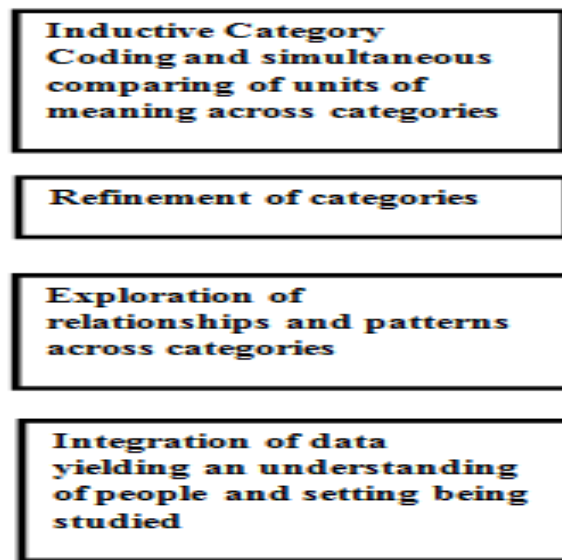 Inductive Category
Coding and simultaneous
comparing of units of
meaning across categories
Refinement of categories
Exploration of
relationships and patterns
across categories
Integration of data
yielding an understanding
of people and setting being
studied